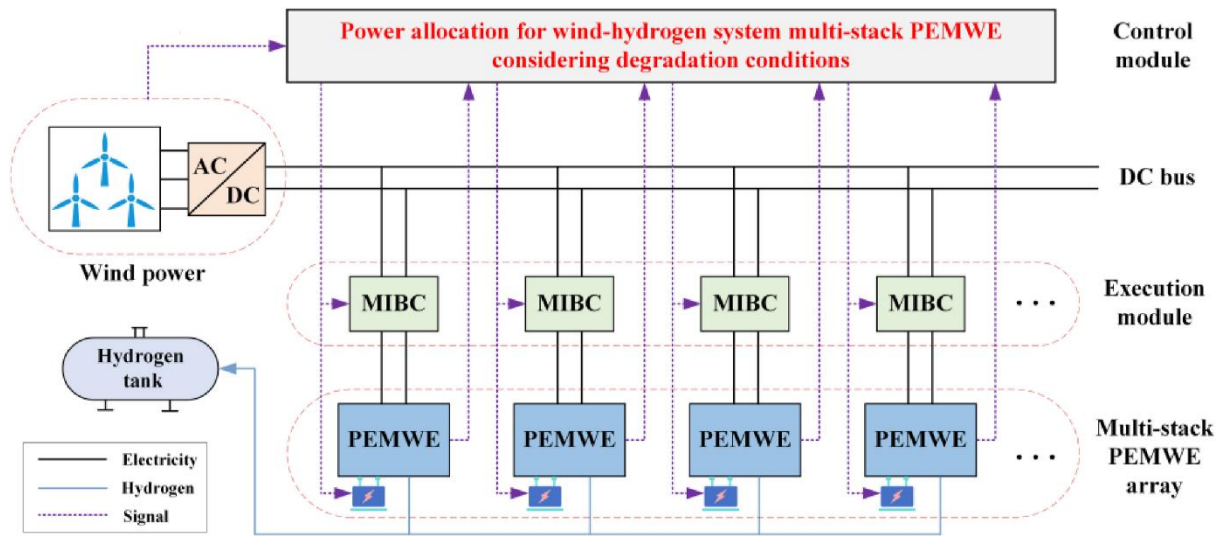 Power allocation for wind-hydrogen system multi-stack PEMWE
considering degradation conditions
Control
module
AC
DC
DC bus
Wind power
MIBC
MIBC
MIBC
MIBC
...
Execution
module
Hydrogen
tank
PEMWE
PEMWE
PEMWE
PEMWE
...
Multi-stack
PEMWE
array
Electricity
Hydrogen
Signal